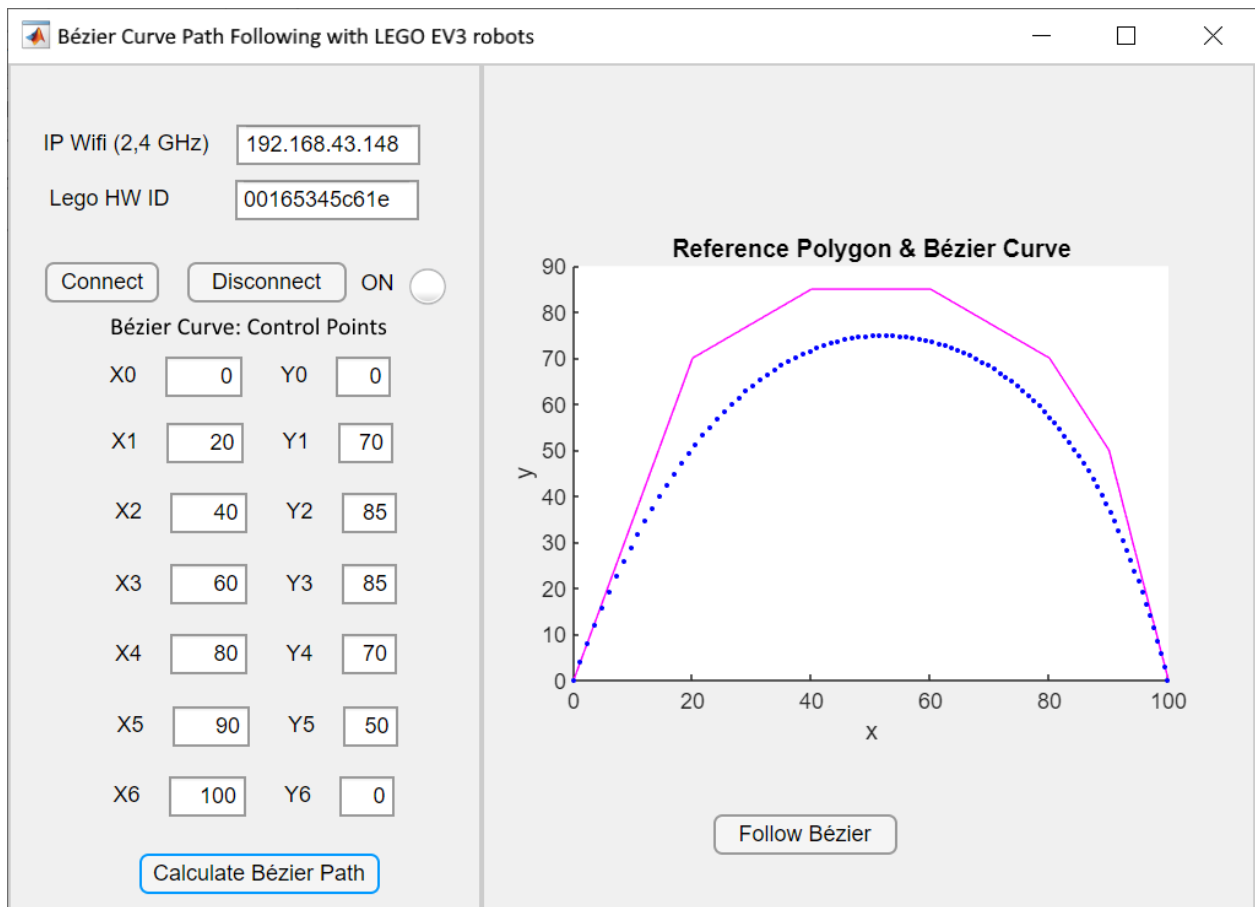 Bézier Curve Path Following with LEGO EV3 robots
IP Wifi (2,4 GHz) 192.168.43.148
Lego HW ID 00165345c61e
Connect Disconnect ON
Bézier Curve: Control Points
X0 0 Y0 0
X1 20 Y1 70
X2 40 Y2 85
X3 60 Y3 85
X4 80 Y4 70
X5 90 Y5 50
X6 100 Y6 0
Calculate Bézier Path
Reference Polygon & Bézier Curve
90
80
70
60
50
40
30
20
10
0
y
0 20 40 60 80 100
x
Follow Bézier